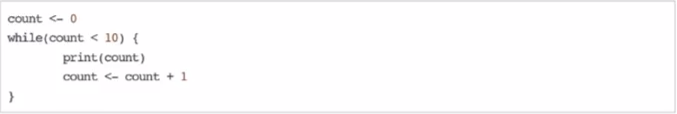 count <- 0
while(count < 10) {
        print(count)
        count <- count + 1
}